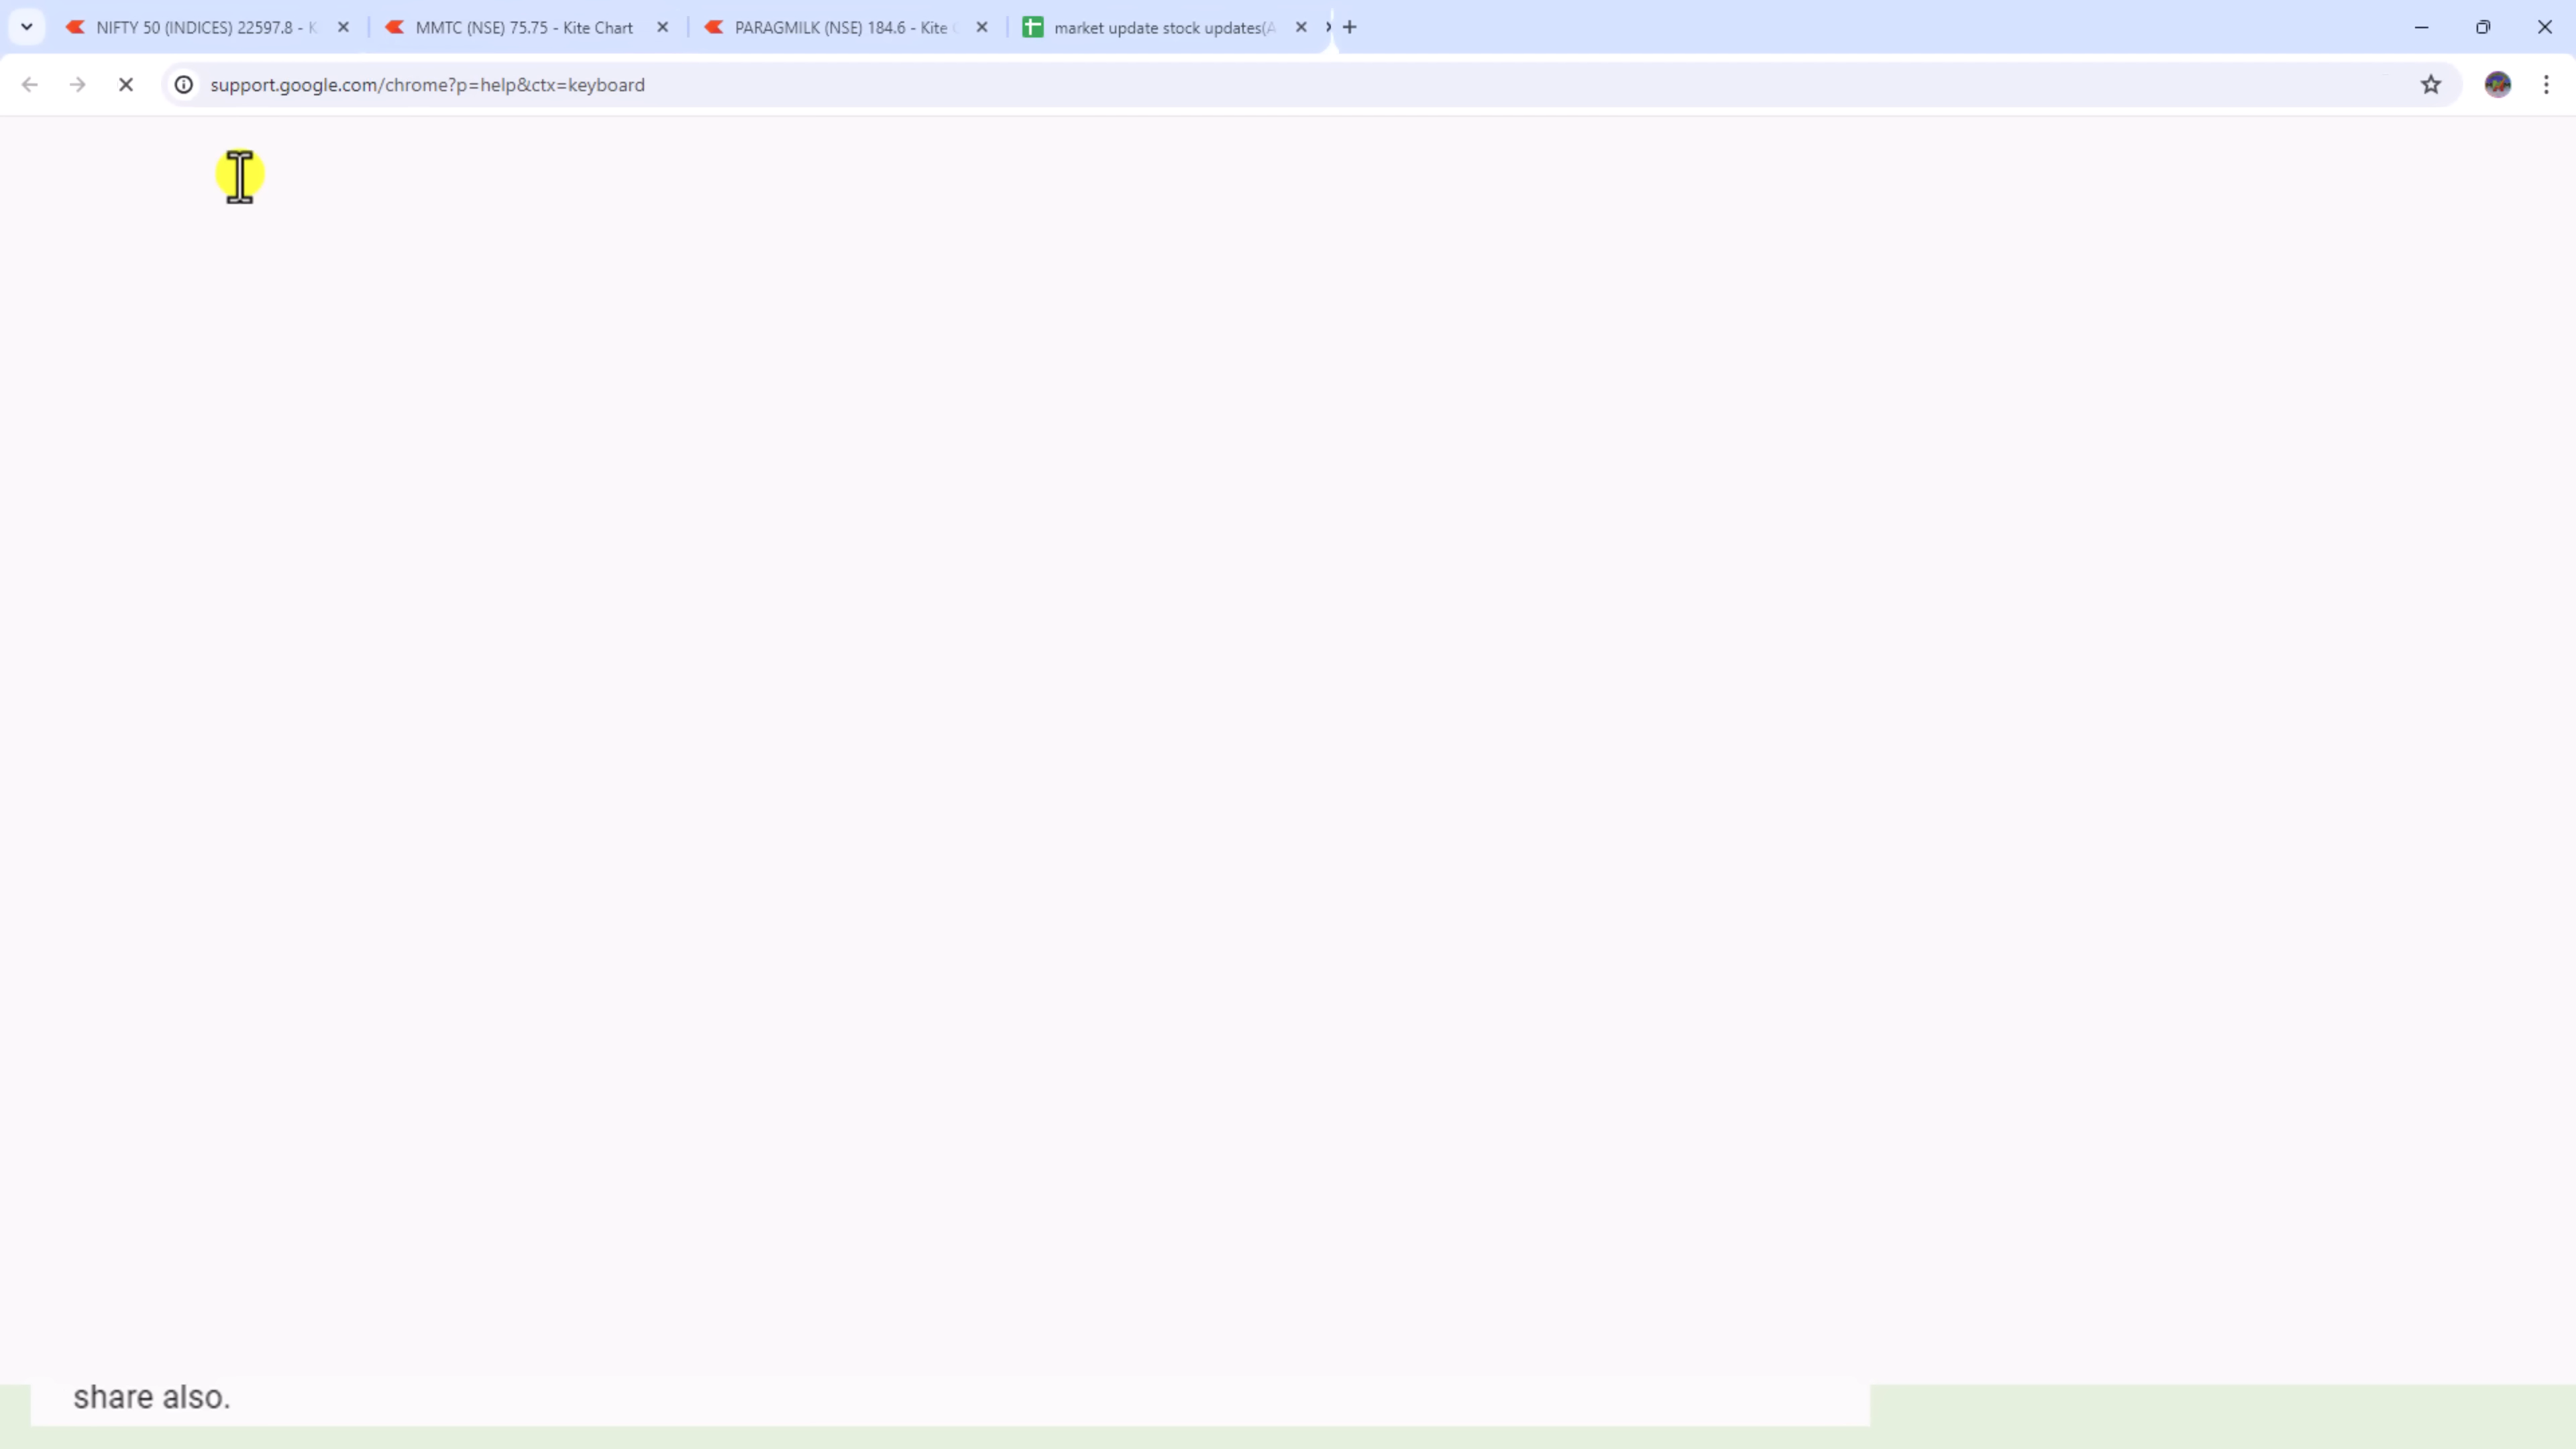 NIFTY 50 (INDICES) 22597.8 - K
MMTC (NSE) 75.75 - Kite Chart
PARAGMILK (NSE) 184.6 - Kite
market update stock updates(A
support.google.com/chrome?p=help&ctx=keyboard
share also.